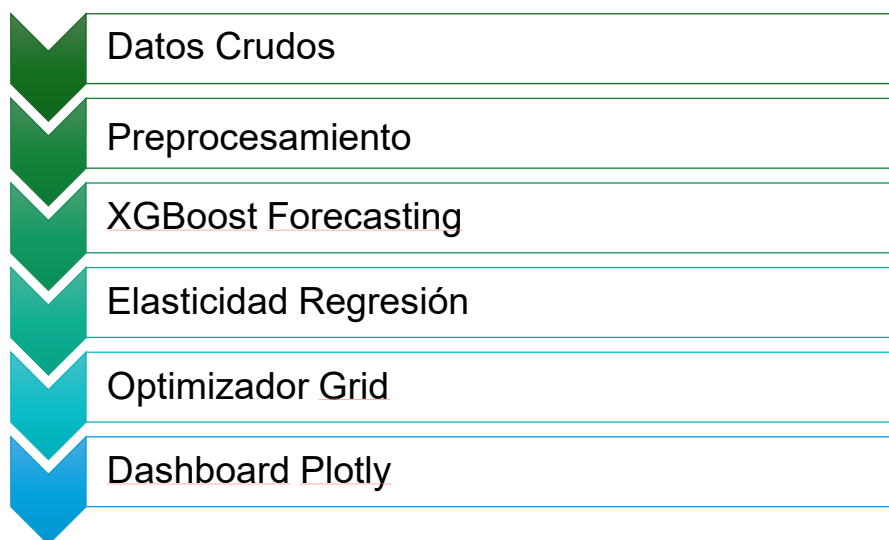 Datos Crudos
Preprocesamiento
XGBoost Forecasting
Elasticidad Regresión
Optimizador Grid
Dashboard Plotly